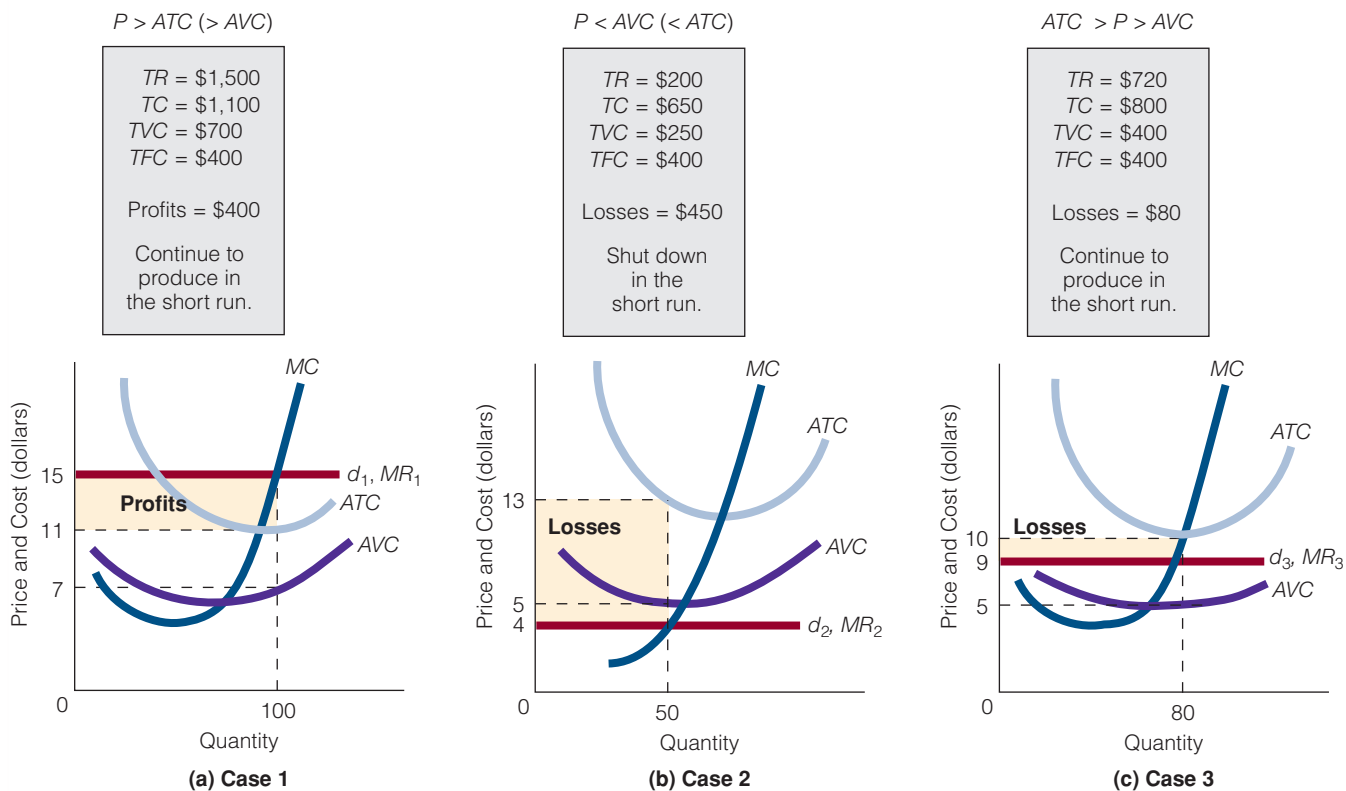 P > ATC (> AVC)
TR = $1,500
TC = $1,100
TVC = $700
TFC = $400
Profits = $400
Continue to
produce in
the short run.
P < AVC (< ATC)
TR = $200
TC = $650
TVC = $250
TFC = $400
Losses = $450
Shut down
in the
short run.
ATC > P > AVC
TR = $720
TC = $800
TVC = $400
TFC = $400
Losses = $80
Continue to
produce in
the short run.
Price and Cost (dollars)
MC
15
d₁, MR₁
Profits
ATC
11
AVC
7
0
100
Quantity
(a) Case 1
Price and Cost (dollars)
MC
ATC
13
Losses
AVC
5
4
d₂, MR₂
0
50
Quantity
(b) Case 2
Price and Cost (dollars)
MC
ATC
Losses
10
9
d₃, MR₃
AVC
5
0
80
Quantity
(c) Case 3